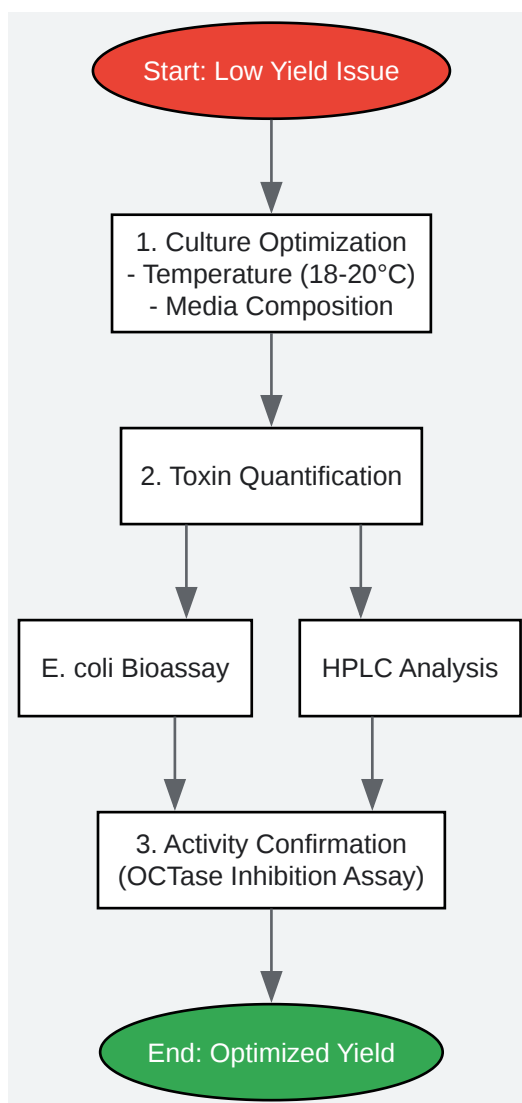 Start: Low Yield Issue
1. Culture Optimization
- Temperature (18-20°C)
- Media Composition
2. Toxin Quantification
E. coli Bioassay
HPLC Analysis
3. Activity Confirmation
(OCTase Inhibition Assay)
End: Optimized Yield